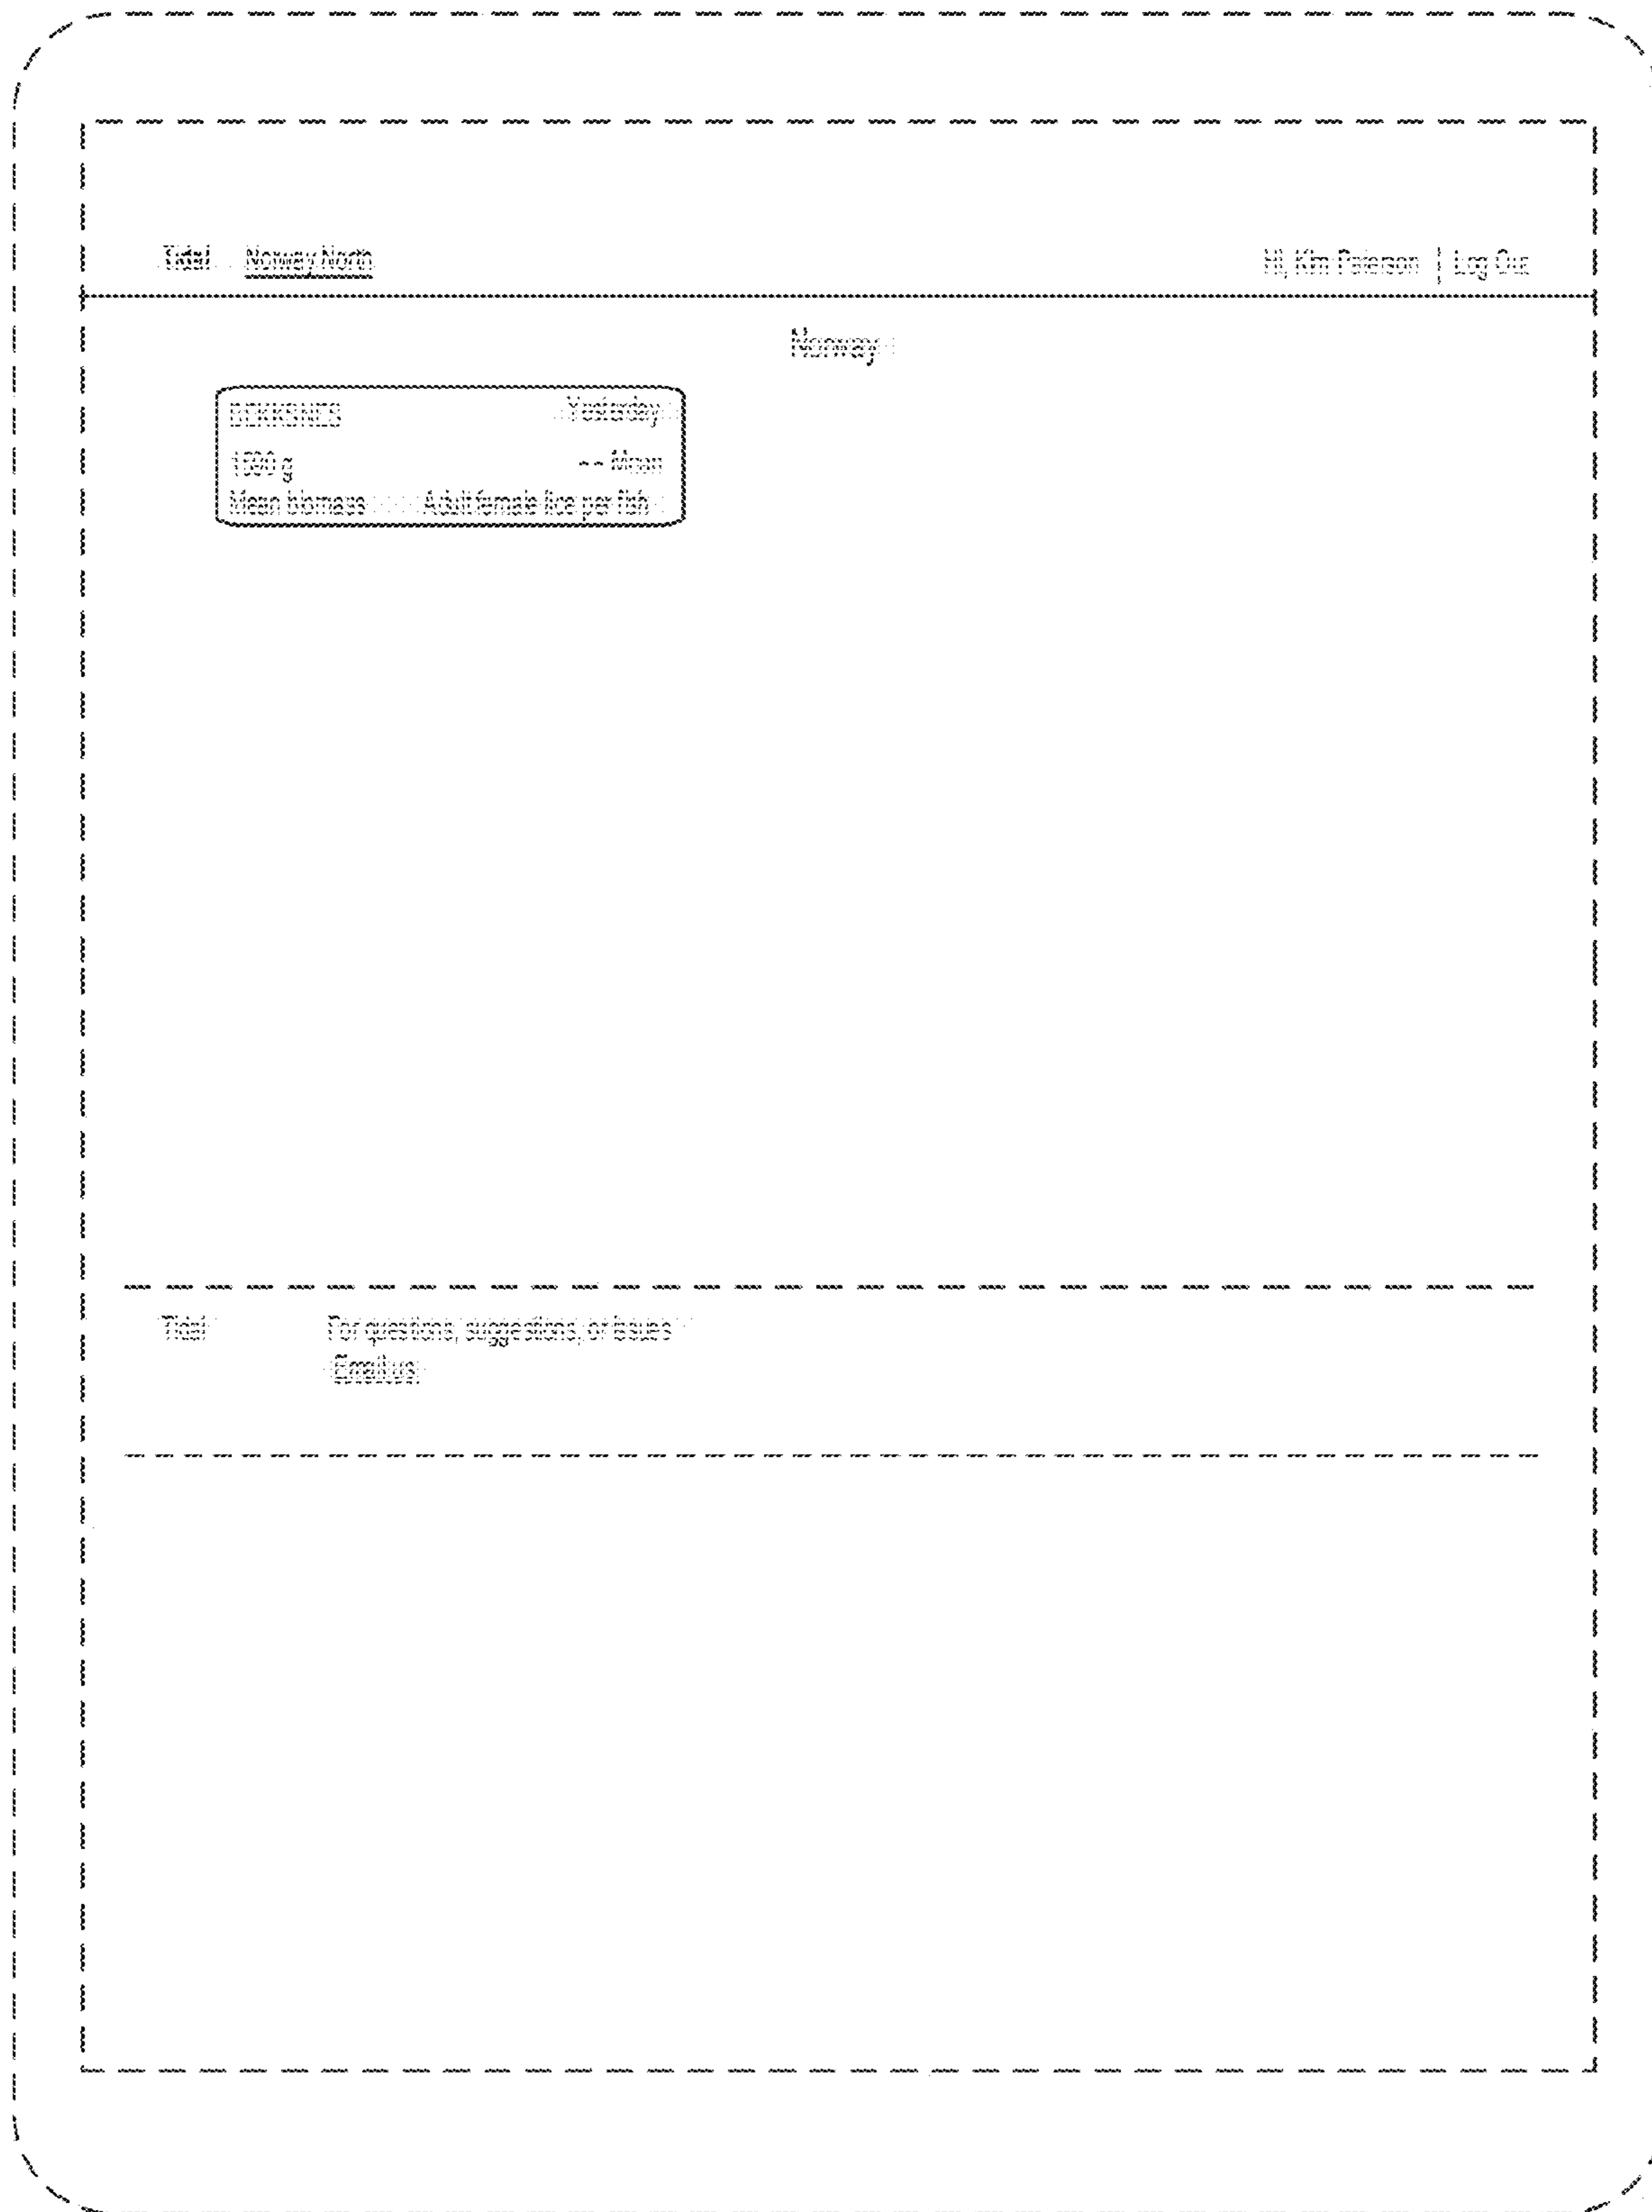 Tidal Noway North Hi, Kim Paterson | Log Out
Norway
BEKKSNES Yesterday
1590 g -- Mean
Mean biomass Adult female lice per fish
Tidal For questions, suggestions, or issues
Email us